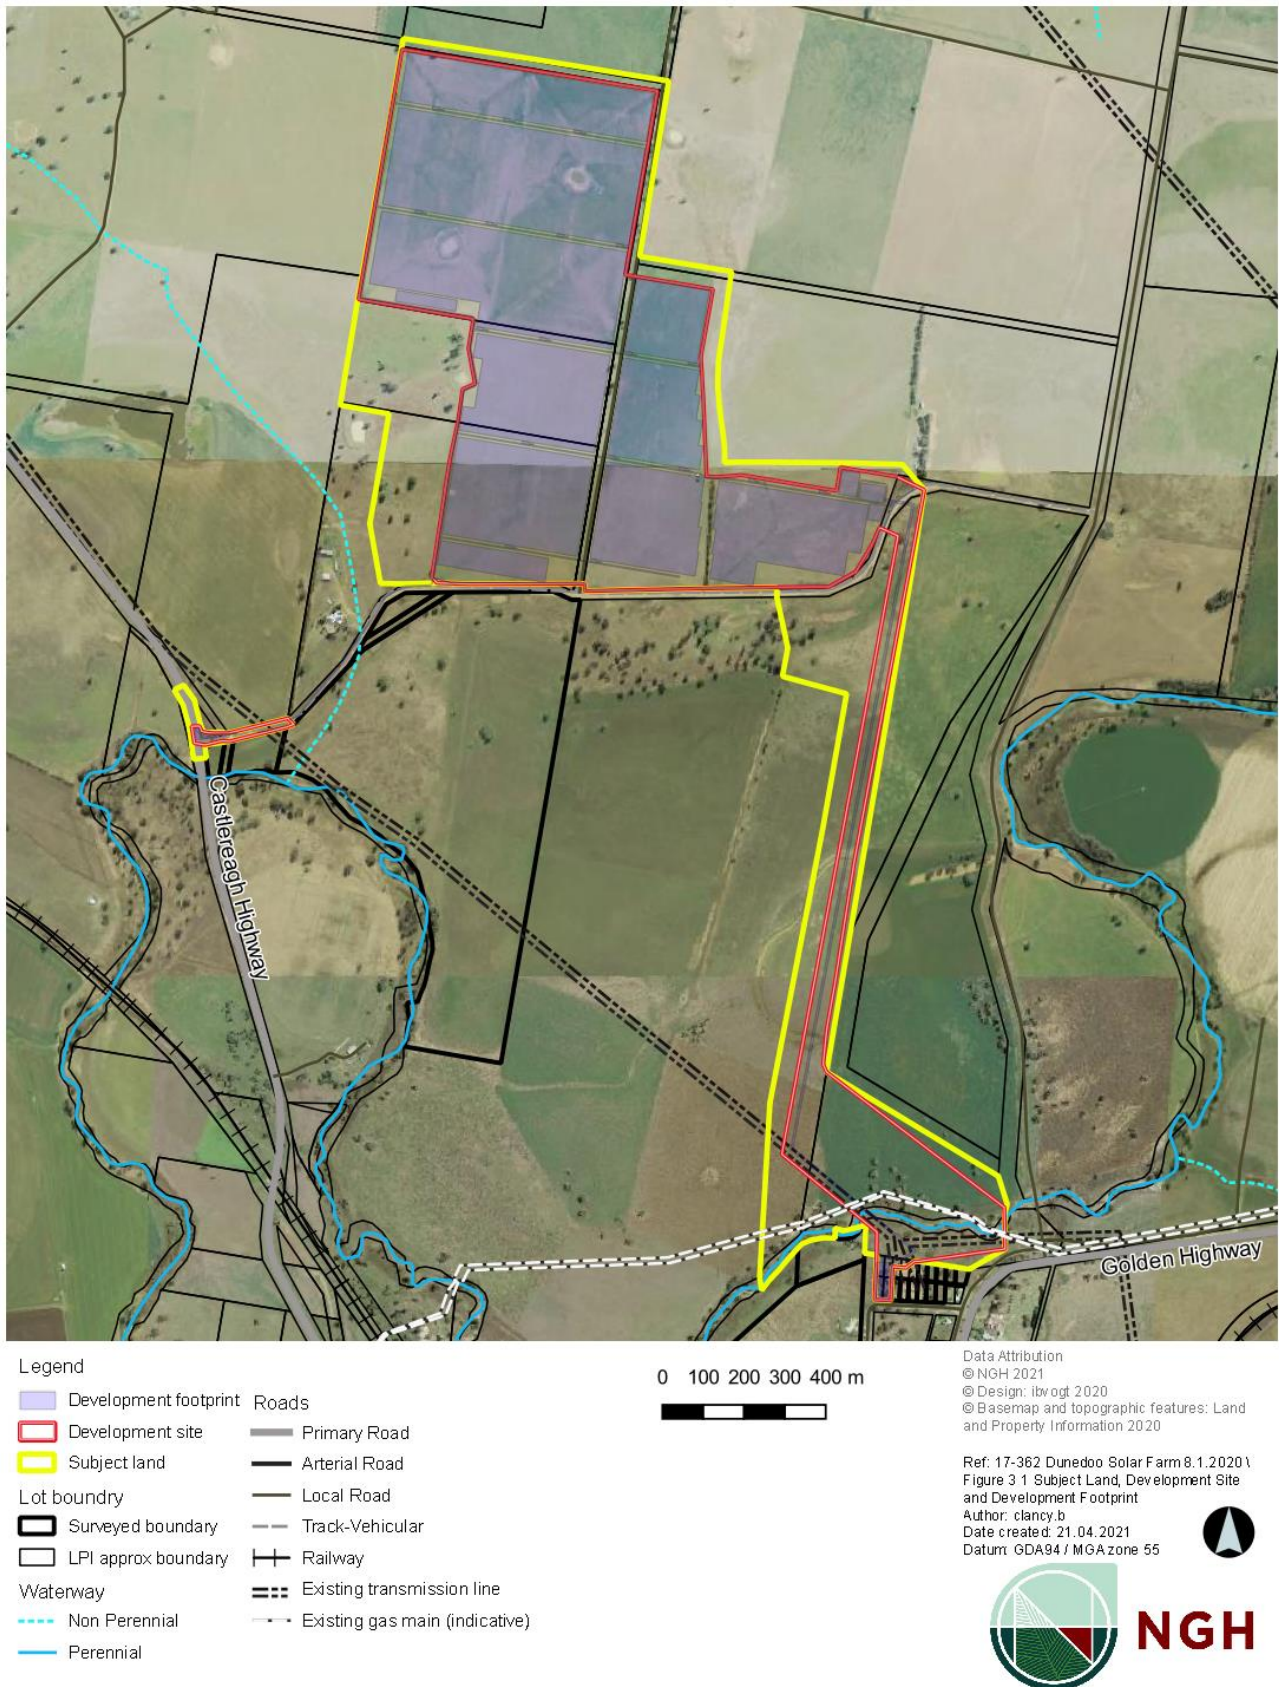 Castlereagh Highway
Golden Highway
Legend
Development footprint
Development site
Subject land
Lot boundry
Surveyed boundary
LPI approx boundary
Waterway
Non Perennial
Perennial
Roads
Primary Road
Arterial Road
Local Road
Track-Vehicular
Railway
Existing transmission line
Existing gas main (indicative)
0 100 200 300 400 m
Data Attribution
© NGH 2021
© Design: ibvogt 2020
© Basemap and topographic features: Land
and Property Information 2020
Ref: 17-362 Dunedoo Solar Farm 8.1.2020 \
Figure 3 1 Subject Land, Development Site
and Development Footprint
Author: clancy.b
Date created: 21.04.2021
Datum: GDA94 / MGA zone 55
NGH